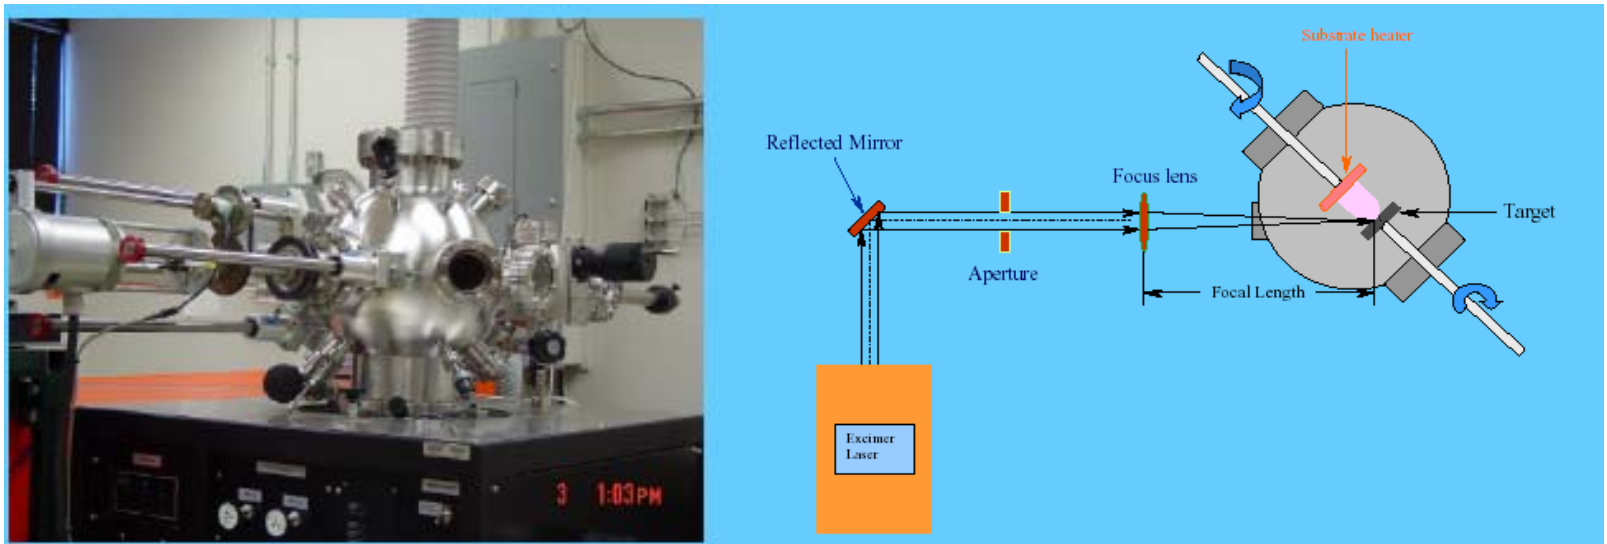 3 1:03PM
Substrate heater
Reflected Mirror
Focus lens
Target
Aperture
Focal Length
Excimer
Laser